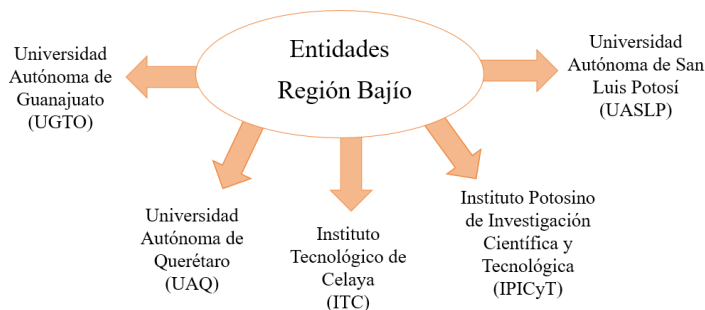 Entidades
Región Bajío
Universidad
Autónoma de
Guanajuato
(UGTO)
Universidad
Autónoma de
Querétaro
(UAQ)
Instituto
Tecnológico de
Celaya
(ITC)
Instituto Potosino
de Investigación
Científica y
Tecnológica
(IPICyT)
Universidad
Autónoma de San
Luis Potosí
(UASLP)